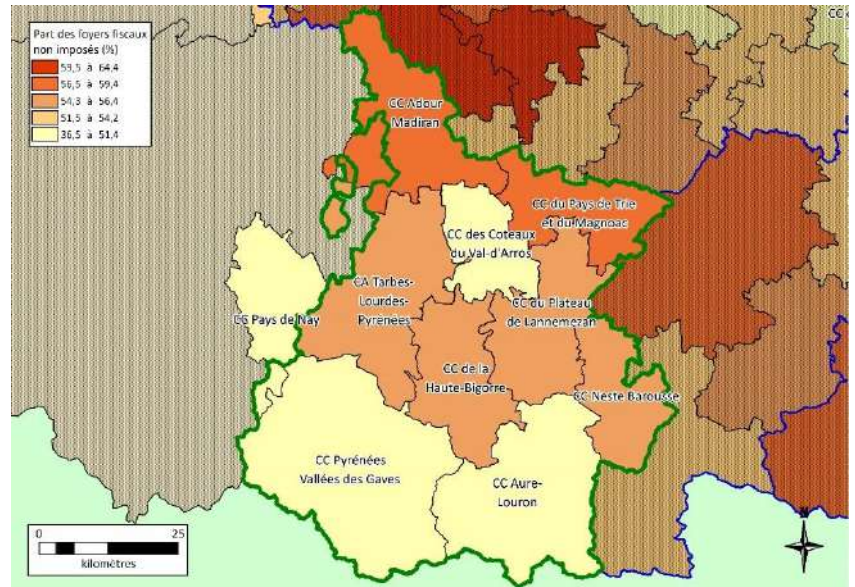 Part des foyers fiscaux
non imposés (%)
59,5 à 64,4
56,5 à 59,4
54,3 à 56,4
51,5 à 54,2
36,5 à 51,4
CC Adour
Madiran
CC du Pays de Trie
et du Magnoac
CC des Coteaux
du Val-d'Arros
CA Tarbes-
Lourdes-
Pyrénées
CC du Plateau
de Lannemezan
CC Pays de Nay
CC de la
Haute-Bigorre
CC Neste Barousse
CC Pyrénées
Vallées des Gaves
CC Aure-
Louron
0 25
kilomètres
N